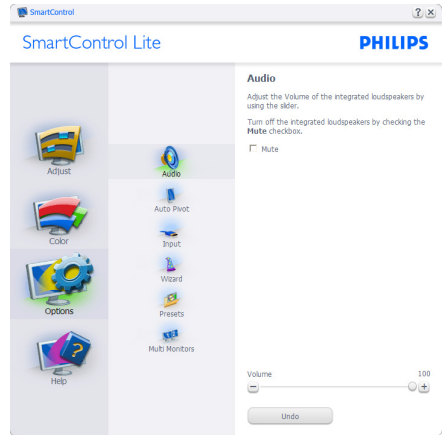 SmartControl
SmartControl Lite
PHILIPS
Adjust
Color
Options
Help
Audio
Auto Pivot
Input
Wizard
Presets
Multi Monitors
Audio
Adjust the Volume of the integrated loudspeakers by
using the slider.
Turn off the integrated loudspeakers by checking the
Mute checkbox.
Mute
Volume 100
Undo